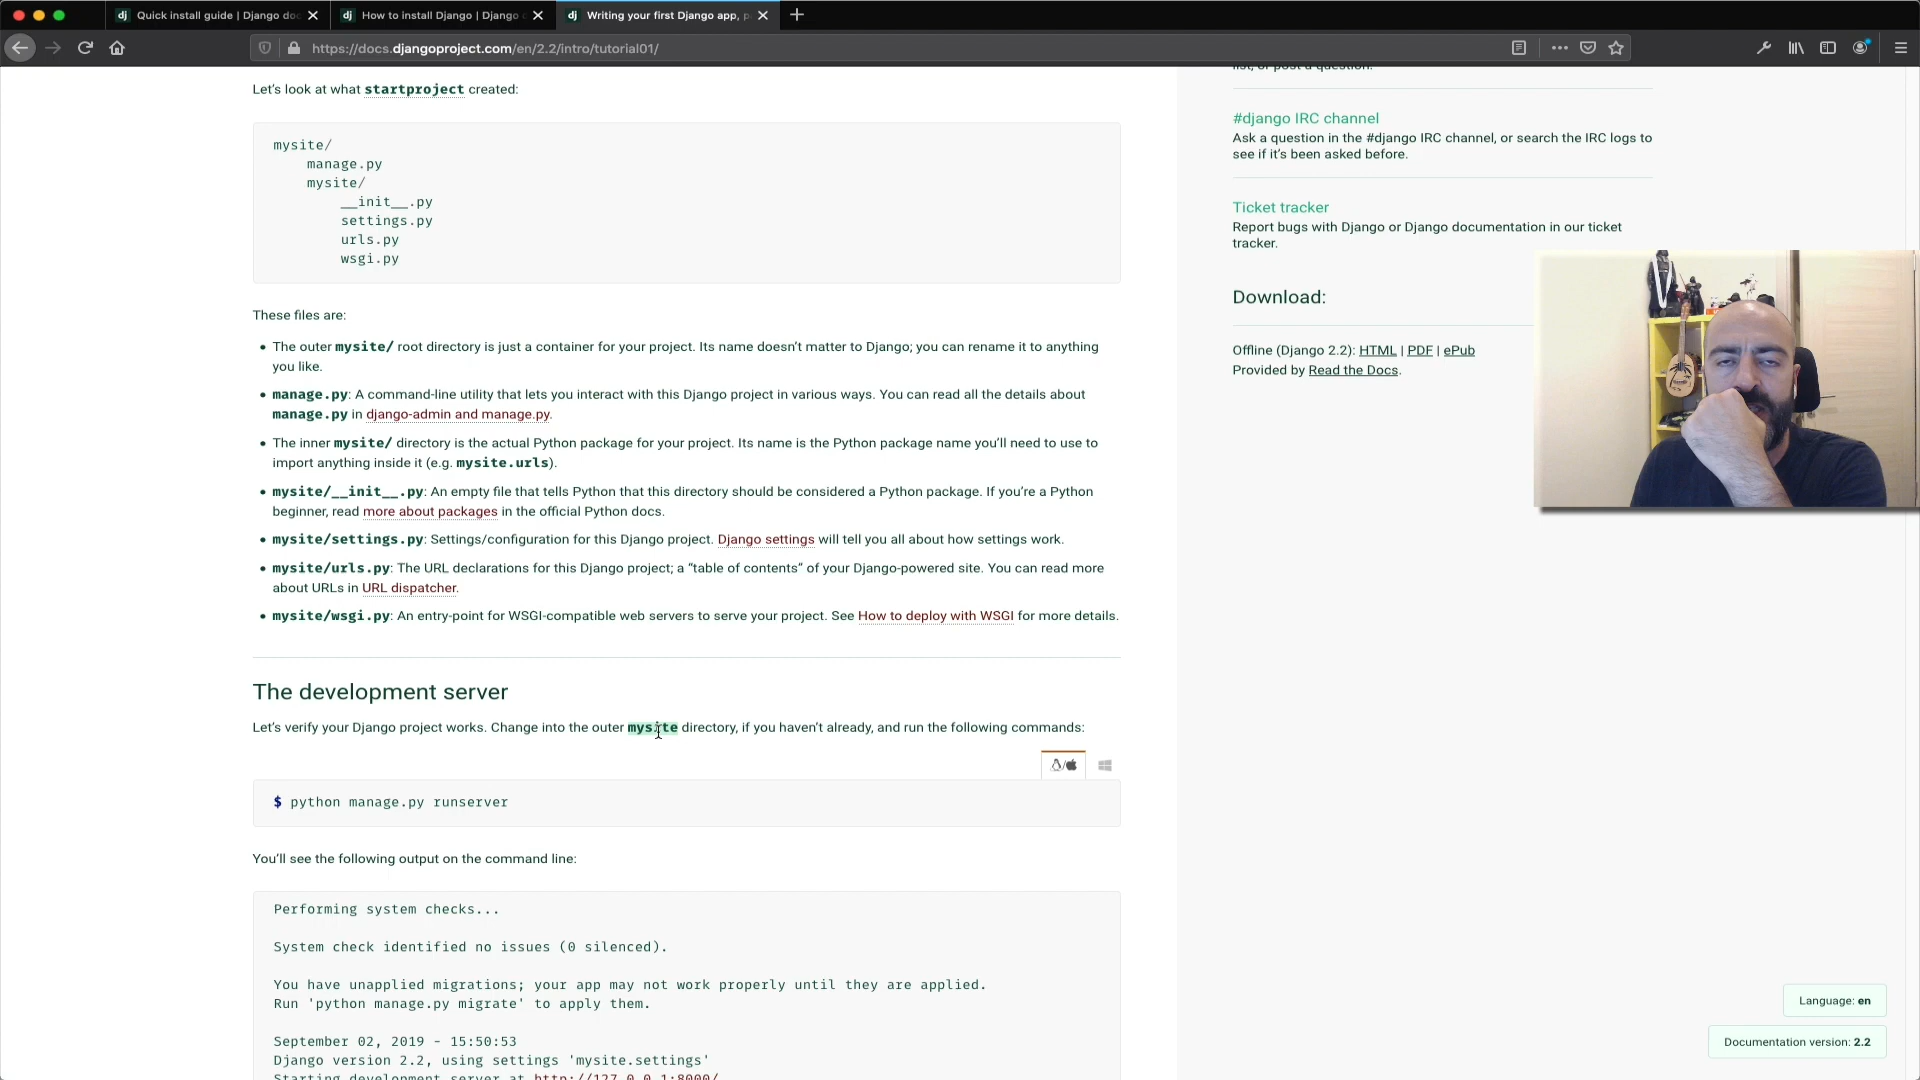 Quick install guide | Django doc
How to install Django | Django
Writing your first Django app, p
https://docs.djangoproject.com/en/2.2/intro/tutorial01/
Let's look at what startproject created:
mysite/
manage.py
mysite/
__init__.py
settings.py
urls.py
wsgi.py
These files are:
• The outer mysite/ root directory is just a container for your project. Its name doesn't matter to Django; you can rename it to anything
you like.
• manage.py: A command-line utility that lets you interact with this Django project in various ways. You can read all the details about
manage.py in django-admin and manage.py.
• The inner mysite/ directory is the actual Python package for your project. Its name is the Python package name you'll need to use to
import anything inside it (e.g. mysite.urls).
• mysite/__init__.py: An empty file that tells Python that this directory should be considered a Python package. If you're a Python
beginner, read more about packages in the official Python docs.
• mysite/settings.py: Settings/configuration for this Django project. Django settings will tell you all about how settings work.
• mysite/urls.py: The URL declarations for this Django project; a “table of contents” of your Django-powered site. You can read more
about URLs in URL dispatcher.
• mysite/wsgi.py: An entry-point for WSGI-compatible web servers to serve your project. See How to deploy with WSGI for more details.
The development server
Let's verify your Django project works. Change into the outer mysite directory, if you haven't already, and run the following commands:
$ python manage.py runserver
You'll see the following output on the command line:
Performing system checks...
System check identified no issues (0 silenced).
You have unapplied migrations; your app may not work properly until they are applied.
Run 'python manage.py migrate' to apply them.
September 02, 2019 - 15:50:53
Django version 2.2, using settings 'mysite.settings'
Starting development server at http://127.0.0.1:8000/
list, or post a question.
#django IRC channel
Ask a question in the #django IRC channel, or search the IRC logs to
see if it's been asked before.
Ticket tracker
Report bugs with Django or Django documentation in our ticket
tracker.
Download:
Offline (Django 2.2): HTML | PDF | ePub
Provided by Read the Docs.
Language: en
Documentation version: 2.2